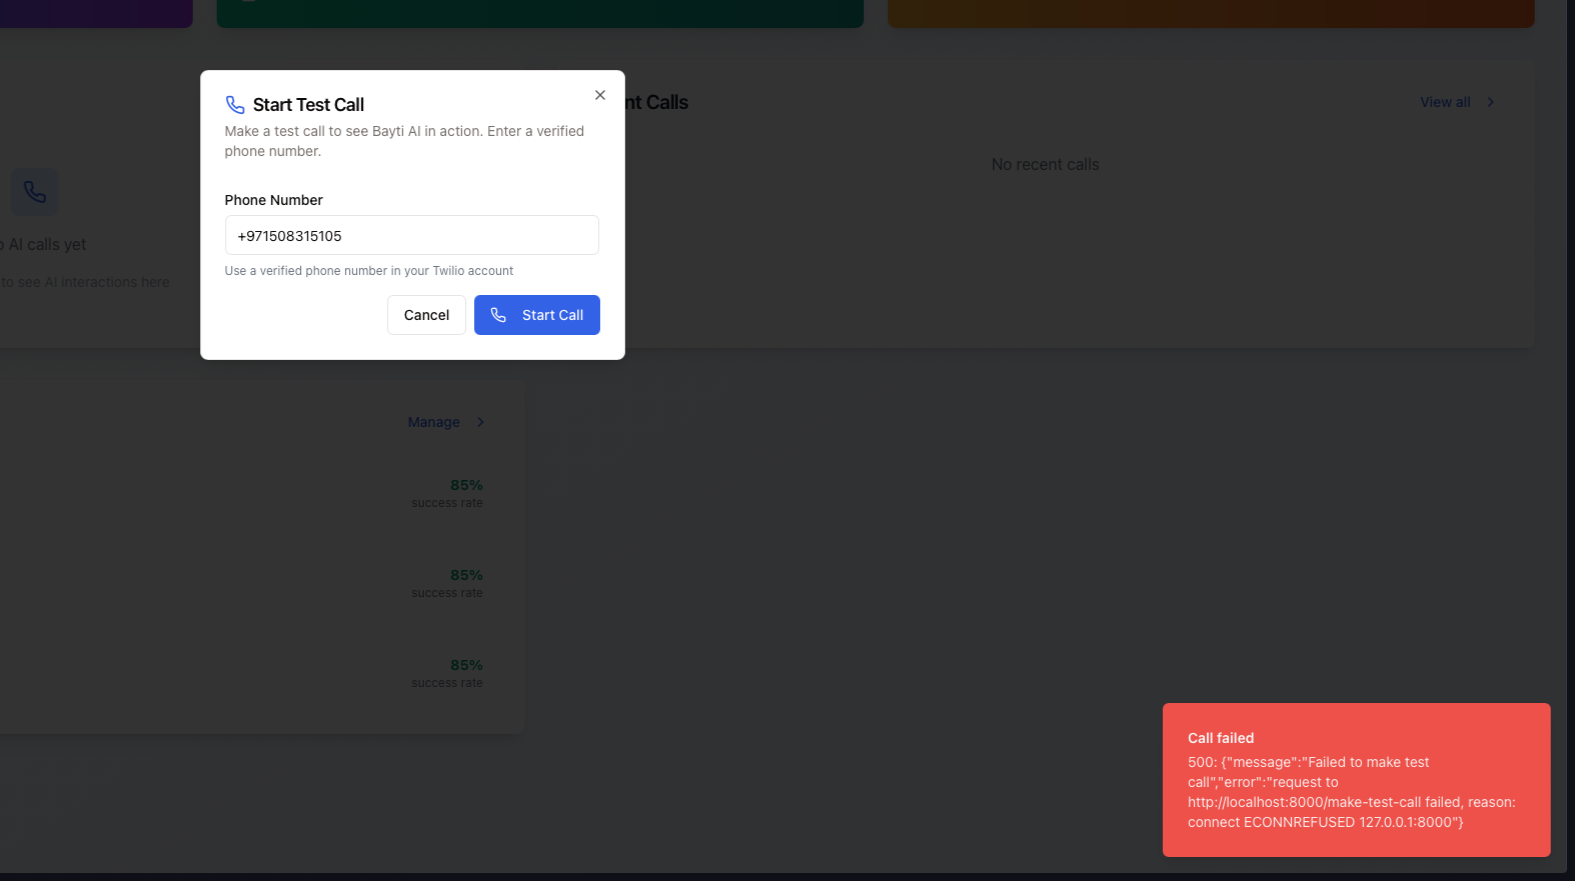 Start Test Call
Make a test call to see Bayti AI in action. Enter a verified
phone number.
Phone Number
+971508315105
Use a verified phone number in your Twilio account
Cancel
Start Call
nt Calls
View all
No recent calls
o AI calls yet
to see AI interactions here
Manage
85%
success rate
85%
success rate
85%
success rate
Call failed
500: {"message":"Failed to make test
call","error":"request to
http://localhost:8000/make-test-call failed, reason:
connect ECONNREFUSED 127.0.0.1:8000"}